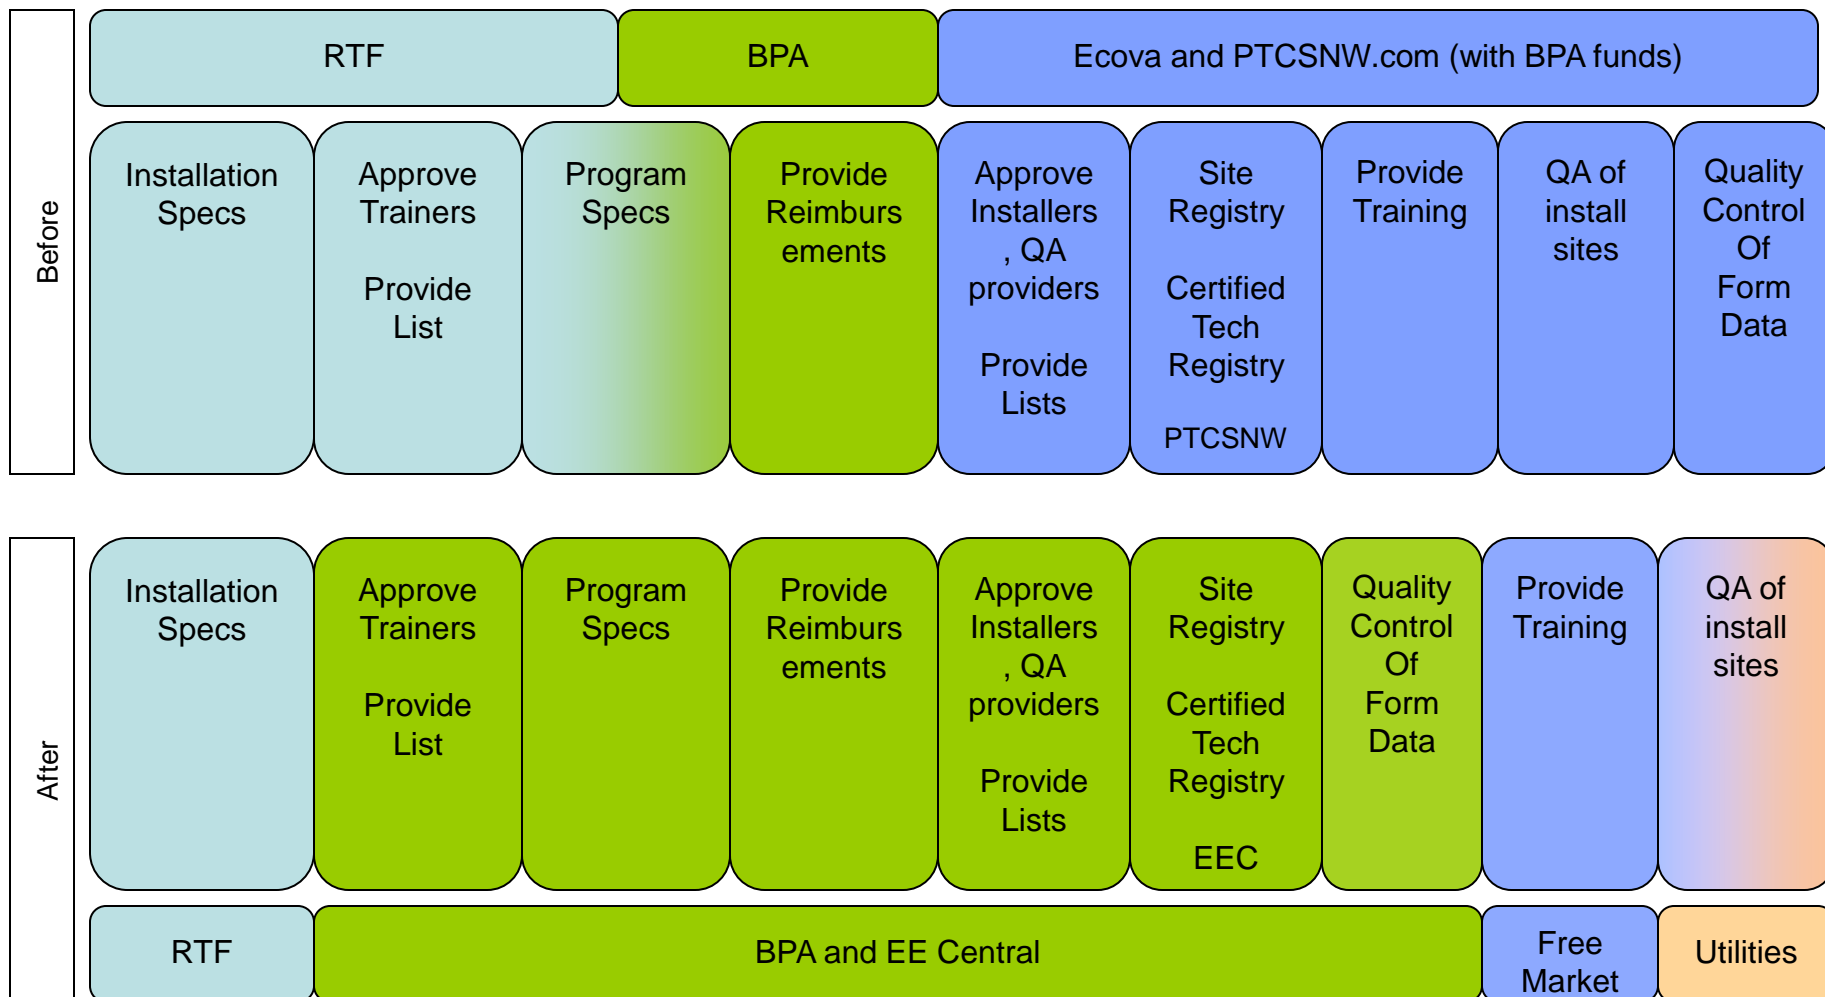 Before
RTF
BPA
Ecova and PTCSNW.com (with BPA funds)
Installation
Specs
Approve
Trainers
Provide
List
Program
Specs
Provide
Reimburs
ements
Approve
Installers
, QA
providers
Provide
Lists
Site
Registry
Certified
Tech
Registry
PTCSNW
Provide
Training
QA of
install
sites
Quality
Control
Of
Form
Data
After
Installation
Specs
Approve
Trainers
Provide
List
Program
Specs
Provide
Reimburs
ements
Approve
Installers
, QA
providers
Provide
Lists
Site
Registry
Certified
Tech
Registry
EEC
Quality
Control
Of
Form
Data
Provide
Training
QA of
install
sites
RTF
BPA and EE Central
Free
Market
Utilities